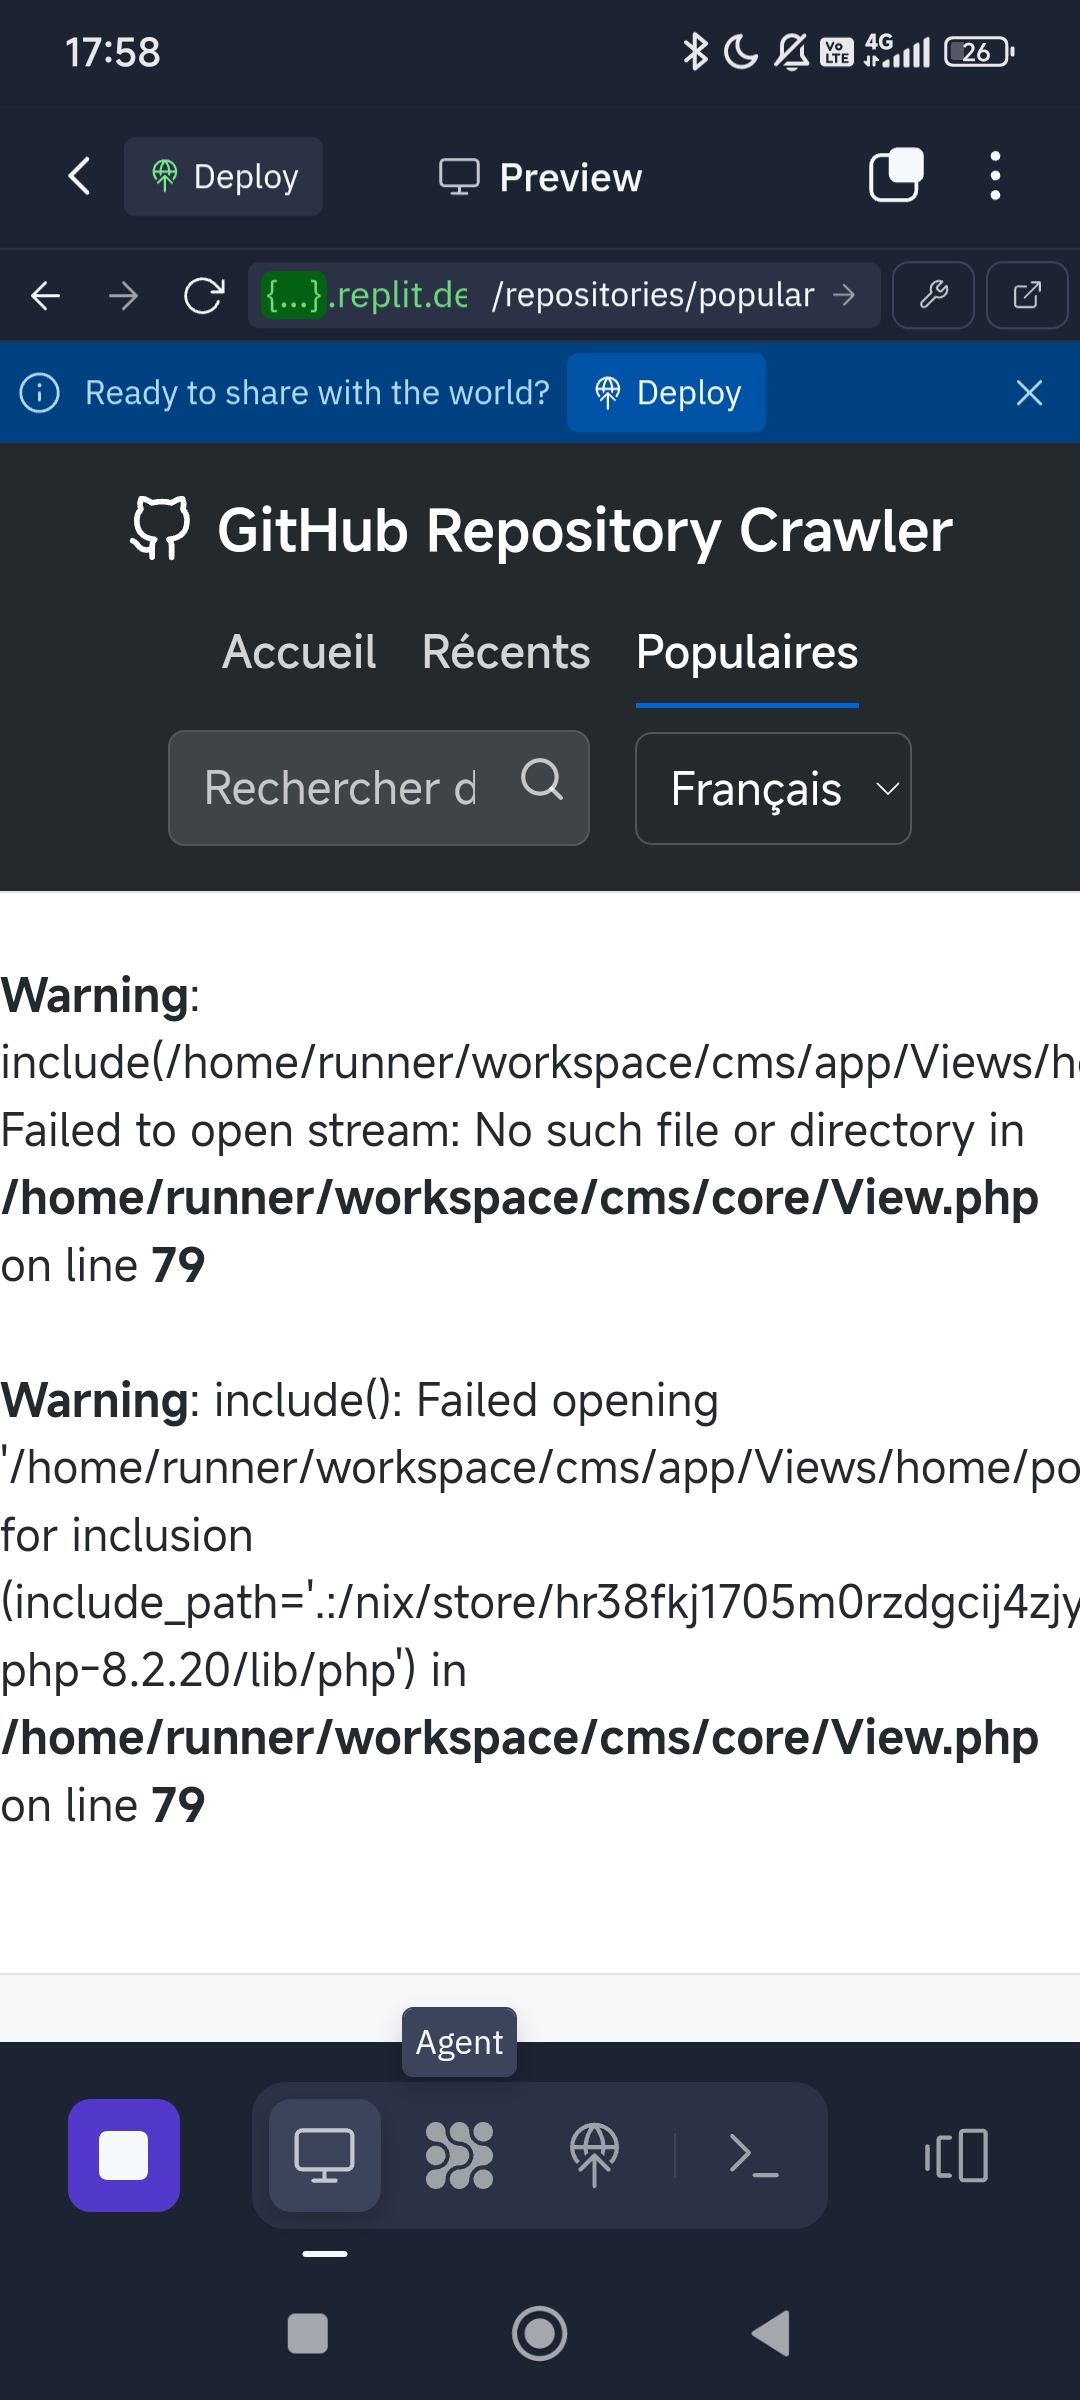 17:58
Vo LTE 4G 26
Deploy
Preview
{...}.replit.de /repositories/popular
Ready to share with the world? Deploy
GitHub Repository Crawler
Accueil Récents Populaires
Rechercher d
Français
Warning:
include(/home/runner/workspace/cms/app/Views/h
Failed to open stream: No such file or directory in
/home/runner/workspace/cms/core/View.php
on line 79
Warning: include(): Failed opening
'/home/runner/workspace/cms/app/Views/home/po
for inclusion
(include_path='.:/nix/store/hr38fkj1705m0rzdgcij4zjy
php-8.2.20/lib/php') in
/home/runner/workspace/cms/core/View.php
on line 79
Agent